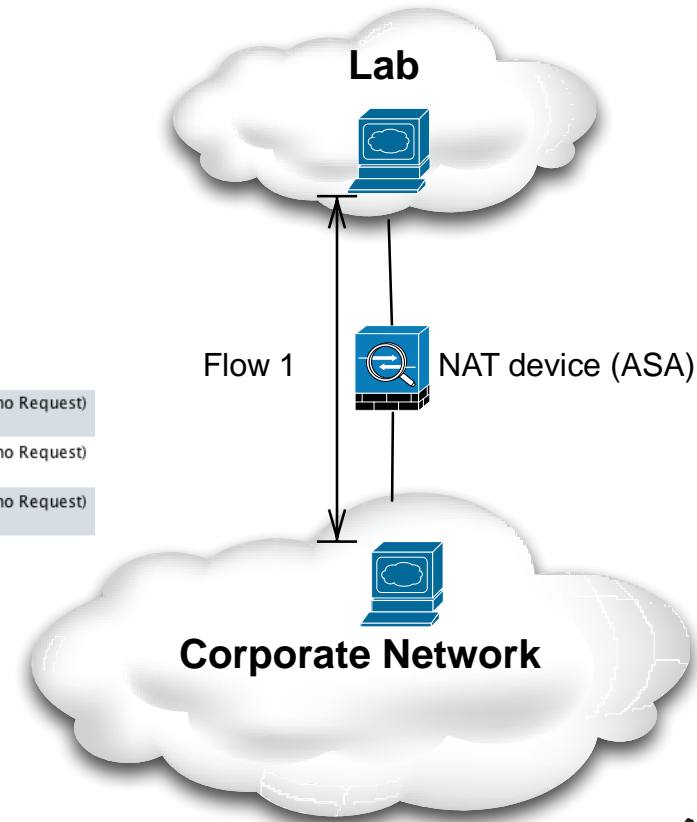 Lab
Flow 1
NAT device (ASA)
no Request)
no Request)
no Request)
Corporate Network